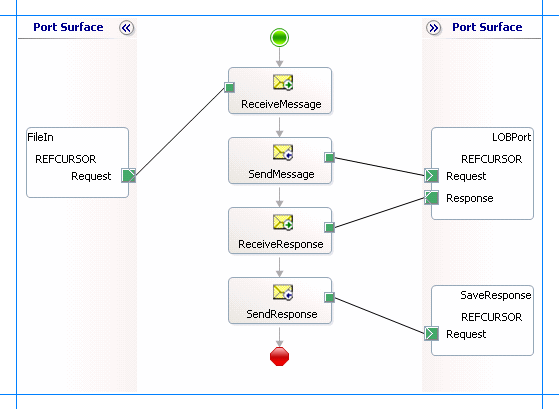 Port Surface
Port Surface
ReceiveMessage
FileIn
REFCURSOR
Request
SendMessage
LOBPort
REFCURSOR
Request
Response
ReceiveResponse
SendResponse
SaveResponse
REFCURSOR
Request